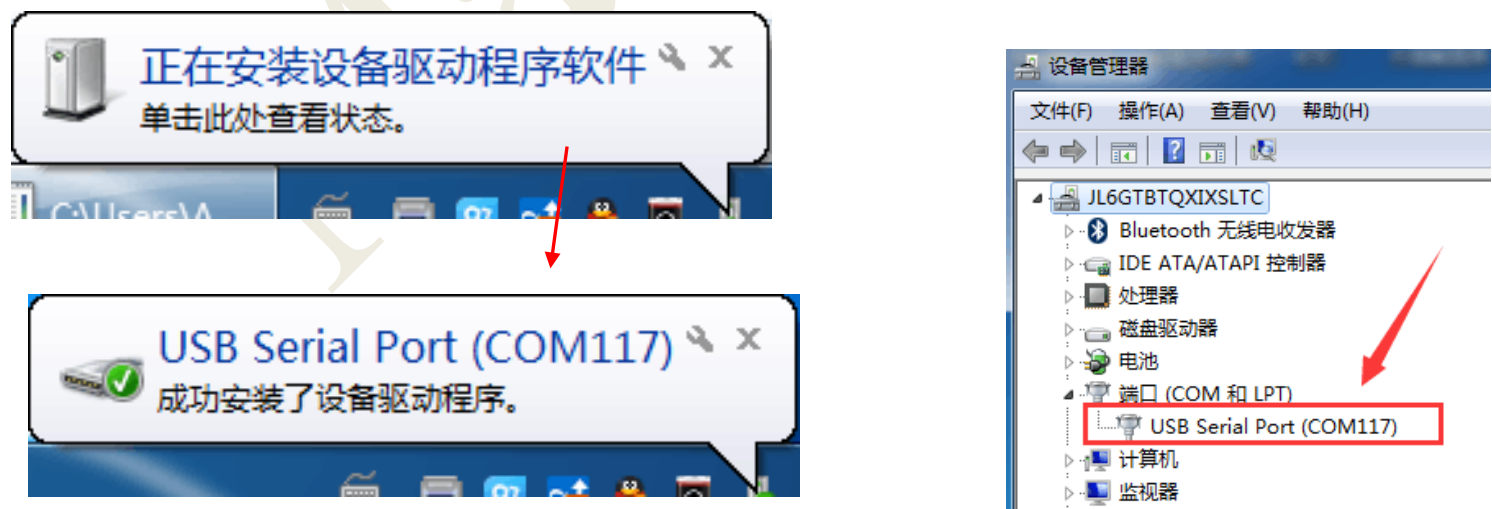 正在安装设备驱动程序软件
单击此处查看状态。
USB Serial Port (COM117)
成功安装了设备驱动程序。
设备管理器
文件(F) 操作(A) 查看(V) 帮助(H)
JL6GTBTQXIXSLTC
Bluetooth 无线电收发器
IDE ATA/ATAPI 控制器
处理器
磁盘驱动器
电池
端口 (COM 和 LPT)
USB Serial Port (COM117)
计算机
监视器